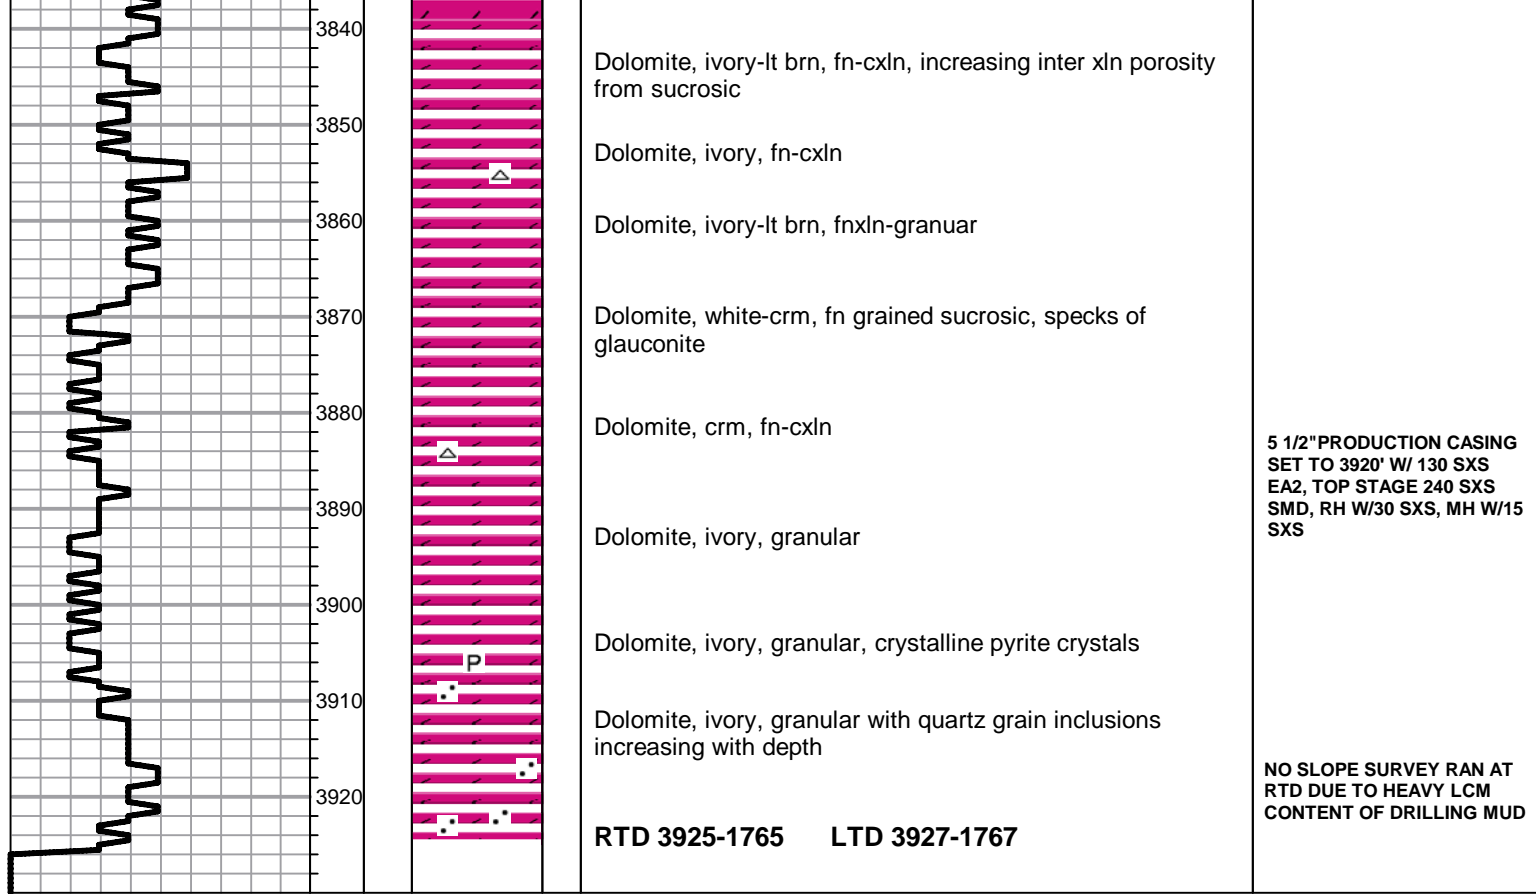 3840
Dolomite, ivory-lt brn, fn-cxln, increasing inter xln porosity
from sucrosic
3850
Dolomite, ivory, fn-cxln
3860
Dolomite, ivory-lt brn, fnxln-granuar
3870
Dolomite, white-crm, fn grained sucrosic, specks of
glauconite
3880
Dolomite, crm, fn-cxln
5 1/2"PRODUCTION CASING
SET TO 3920' W/ 130 SXS
EA2, TOP STAGE 240 SXS
SMD, RH W/30 SXS, MH W/15
SXS
3890
Dolomite, ivory, granular
3900
Dolomite, ivory, granular, crystalline pyrite crystals
P
3910
Dolomite, ivory, granular with quartz grain inclusions
increasing with depth
NO SLOPE SURVEY RAN AT
RTD DUE TO HEAVY LCM
CONTENT OF DRILLING MUD
3920
RTD 3925-1765 LTD 3927-1767